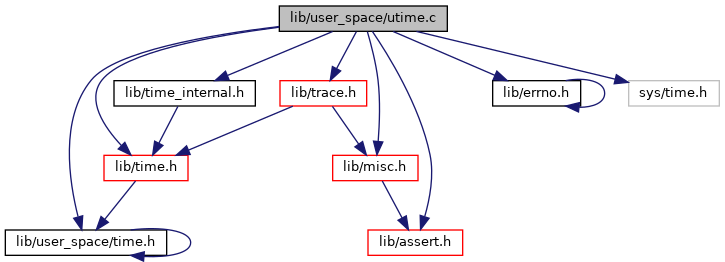 lib/user_space/utime.c
lib/time_internal.h
lib/trace.h
lib/errno.h
sys/time.h
lib/time.h
lib/misc.h
lib/user_space/time.h
lib/assert.h